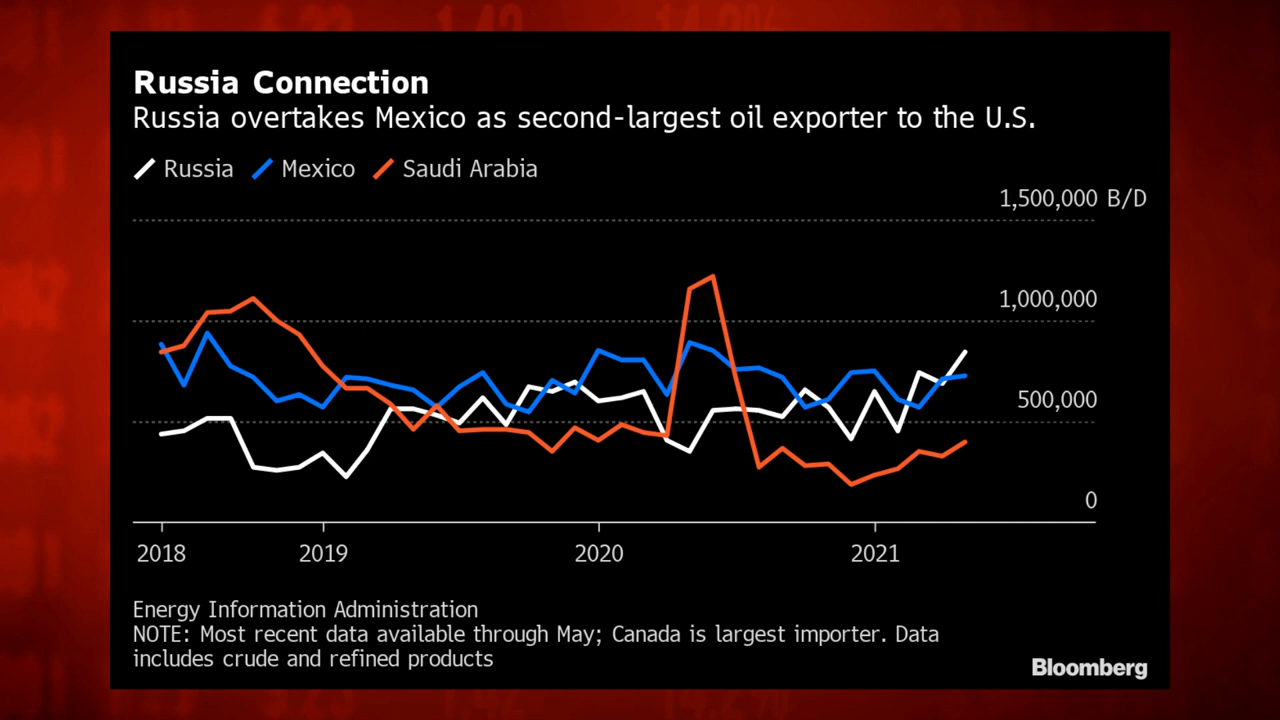 Russia Connection
Russia overtakes Mexico as second-largest oil exporter to the U.S.
Russia Mexico Saudi Arabia
1,500,000 B/D
1,000,000
500,000
0
2018 2019 2020 2021
Energy Information Administration
NOTE: Most recent data available through May; Canada is largest importer. Data
includes crude and refined products
Bloomberg